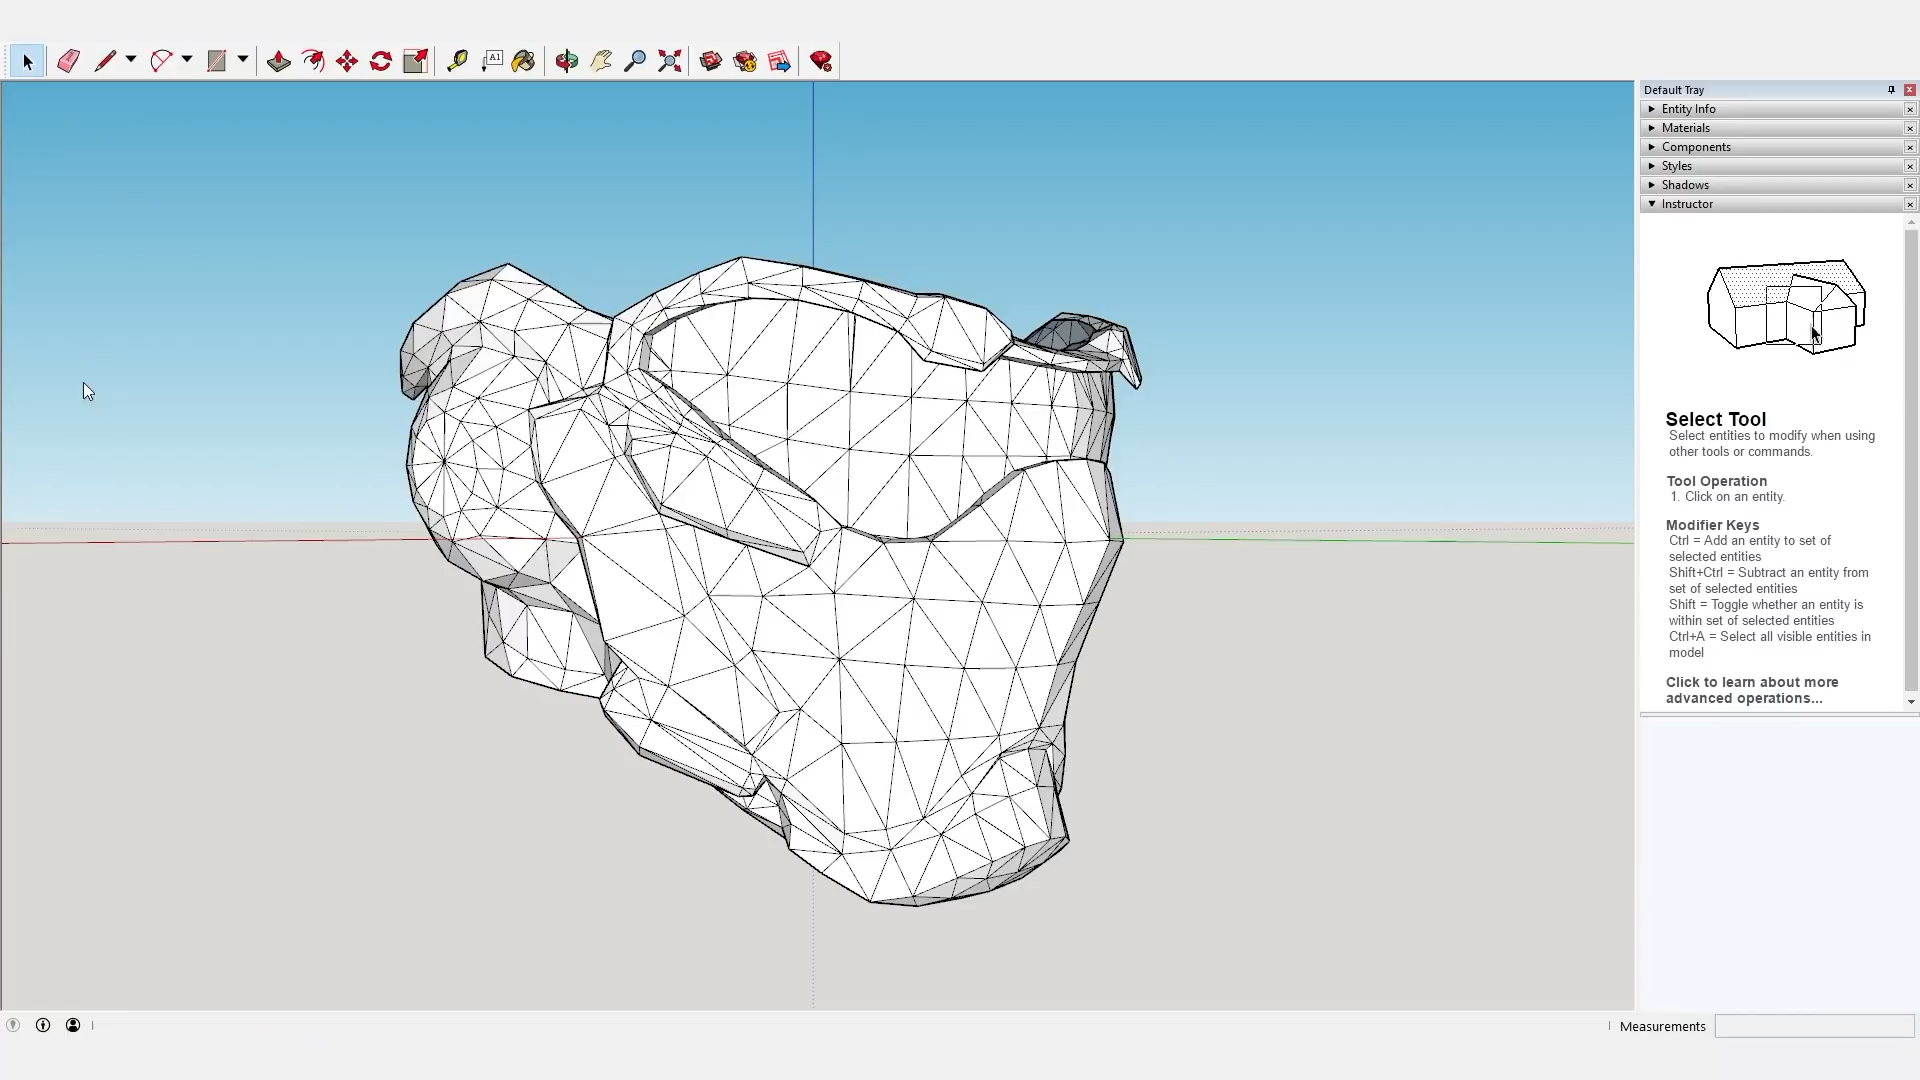 A1
Default Tray
Entity Info
Materials
Components
Styles
Shadows
Instructor
Select Tool
Select entities to modify when using
other tools or commands.
Tool Operation
1. Click on an entity.
Modifier Keys
Ctrl = Add an entity to set of
selected entities
Shift+Ctrl = Subtract an entity from
set of selected entities
Shift = Toggle whether an entity is
within set of selected entities
Ctrl+A = Select all visible entities in
model
Click to learn about more
advanced operations...
Measurements